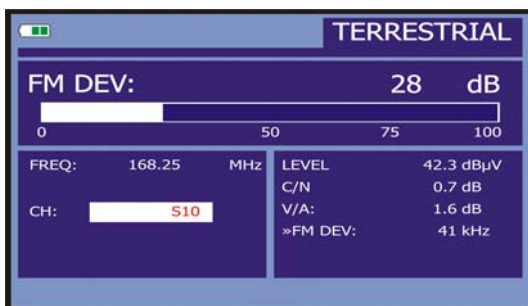 TERRESTRIAL
FM DEV: 28 dB
0 50 75 100
FREQ: 168.25 MHz
CH: S10
LEVEL 42.3 dBµV
C/N 0.7 dB
V/A: 1.6 dB
»FM DEV: 41 kHz